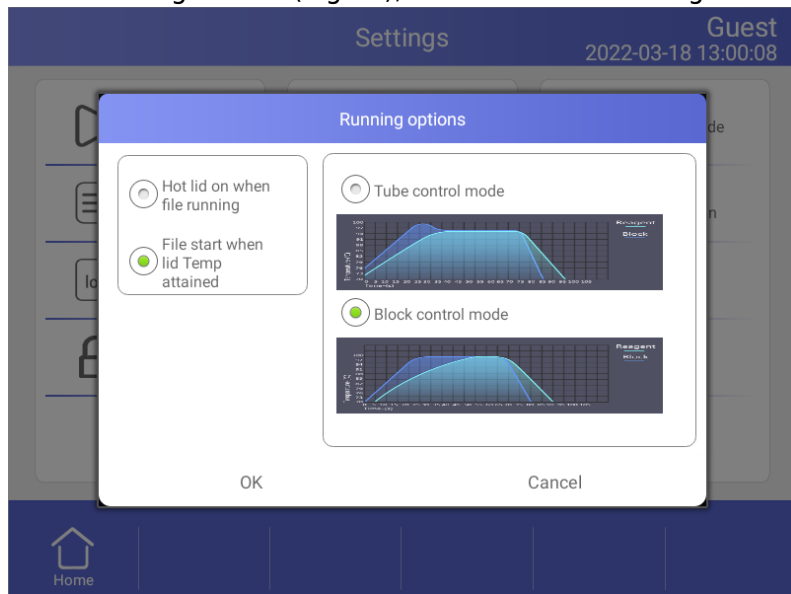 Settings
Guest
2022-03-18 13:00:08
Running options
Hot lid on when
file running
File start when
lid Temp
attained
Tube control mode
Reagent
Block
Block control mode
Reagent
Block
OK
Cancel
de
n
Home